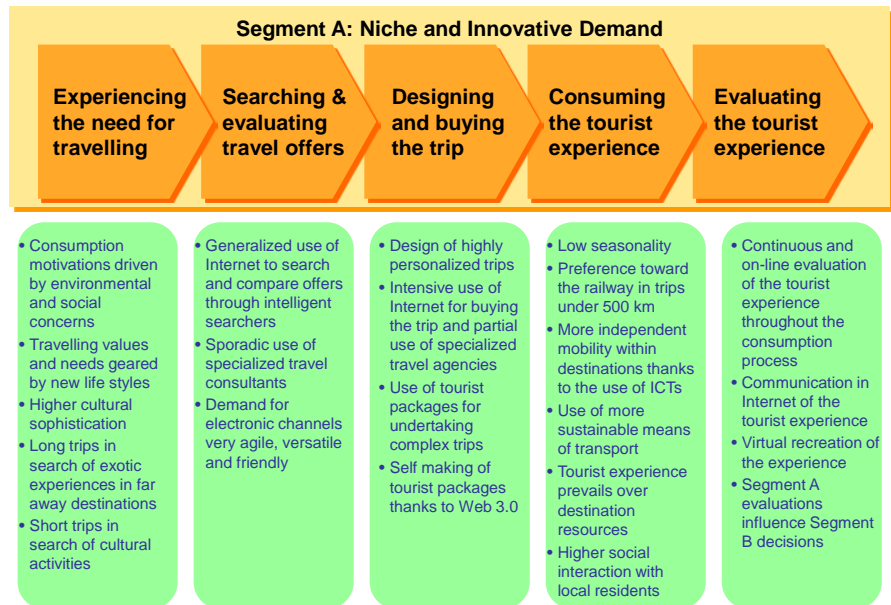 Segment A: Niche and Innovative Demand
Experiencing
the need for
travelling
Searching &
evaluating
travel offers
Designing
and buying
the trip
Consuming
the tourist
experience
Evaluating
the tourist
experience
• Consumption
motivations driven
by environmental
and social
concerns
• Travelling values
and needs geared
by new life styles
• Higher cultural
sophistication
• Long trips in
search of exotic
experiences in far
away destinations
• Short trips in
search of cultural
activities
• Generalized use of
Internet to search
and compare offers
through intelligent
searchers
• Sporadic use of
specialized travel
consultants
• Demand for
electronic channels
very agile, versatile
and friendly
• Design of highly
personalized trips
• Intensive use of
Internet for buying
the trip and partial
use of specialized
travel agencies
• Use of tourist
packages for
undertaking
complex trips
• Self making of
tourist packages
thanks to Web 3.0
• Low seasonality
• Preference toward
the railway in trips
under 500 km
• More independent
mobility within
destinations thanks
to the use of ICTs
• Use of more
sustainable means
of transport
• Tourist experience
prevails over
destination
resources
• Higher social
interaction with
local residents
• Continuous and
on-line evaluation
of the tourist
experience
throughout the
consumption
process
• Communication in
Internet of the
tourist experience
• Virtual recreation of
the experience
• Segment A
evaluations
influence Segment
B decisions